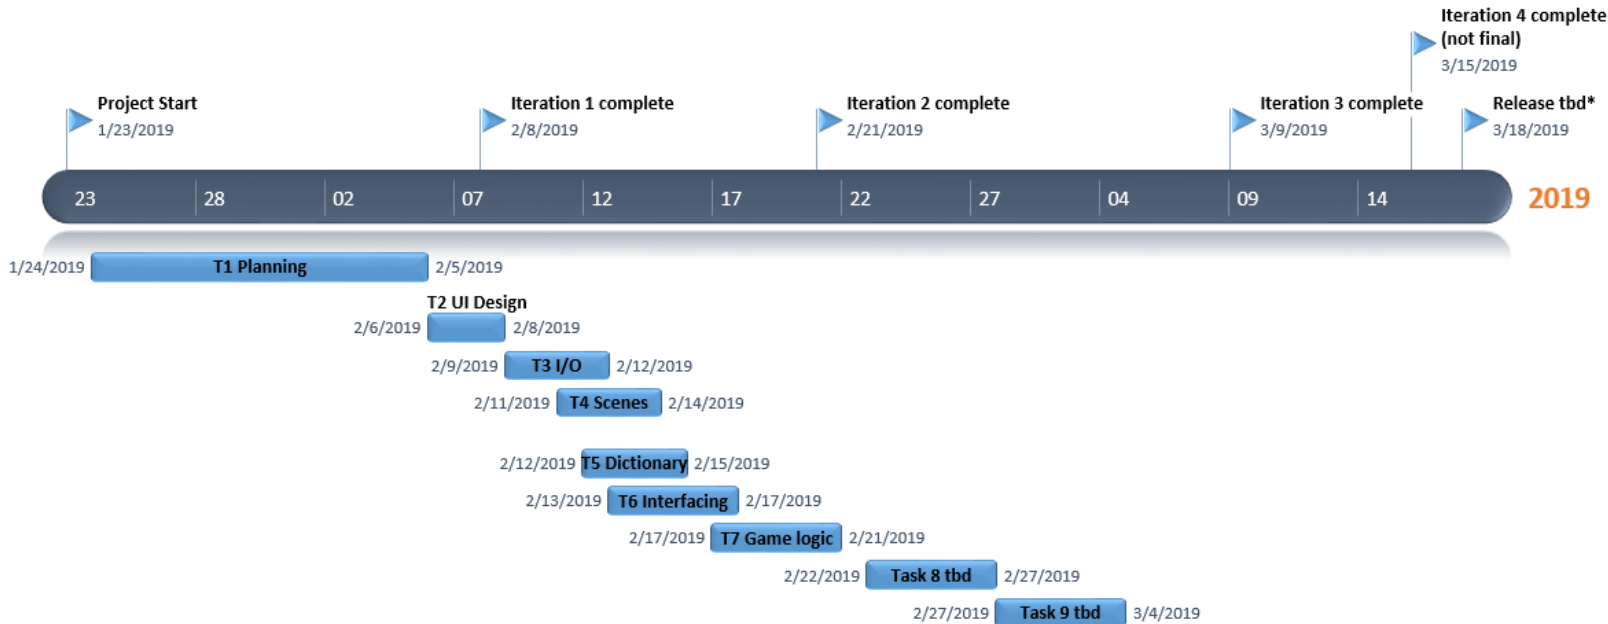 Iteration 4 complete
(not final)
3/15/2019
Project Start
1/23/2019
Iteration 1 complete
2/8/2019
Iteration 2 complete
2/21/2019
Iteration 3 complete
3/9/2019
Release tbd*
3/18/2019
23 28 02 07 12 17 22 27 04 09 14 2019
1/24/2019 T1 Planning 2/5/2019
T2 UI Design
2/6/2019 2/8/2019
2/9/2019 T3 I/O 2/12/2019
2/11/2019 T4 Scenes 2/14/2019
2/12/2019 T5 Dictionary 2/15/2019
2/13/2019 T6 Interfacing 2/17/2019
2/17/2019 T7 Game logic 2/21/2019
2/22/2019 Task 8 tbd 2/27/2019
2/27/2019 Task 9 tbd 3/4/2019